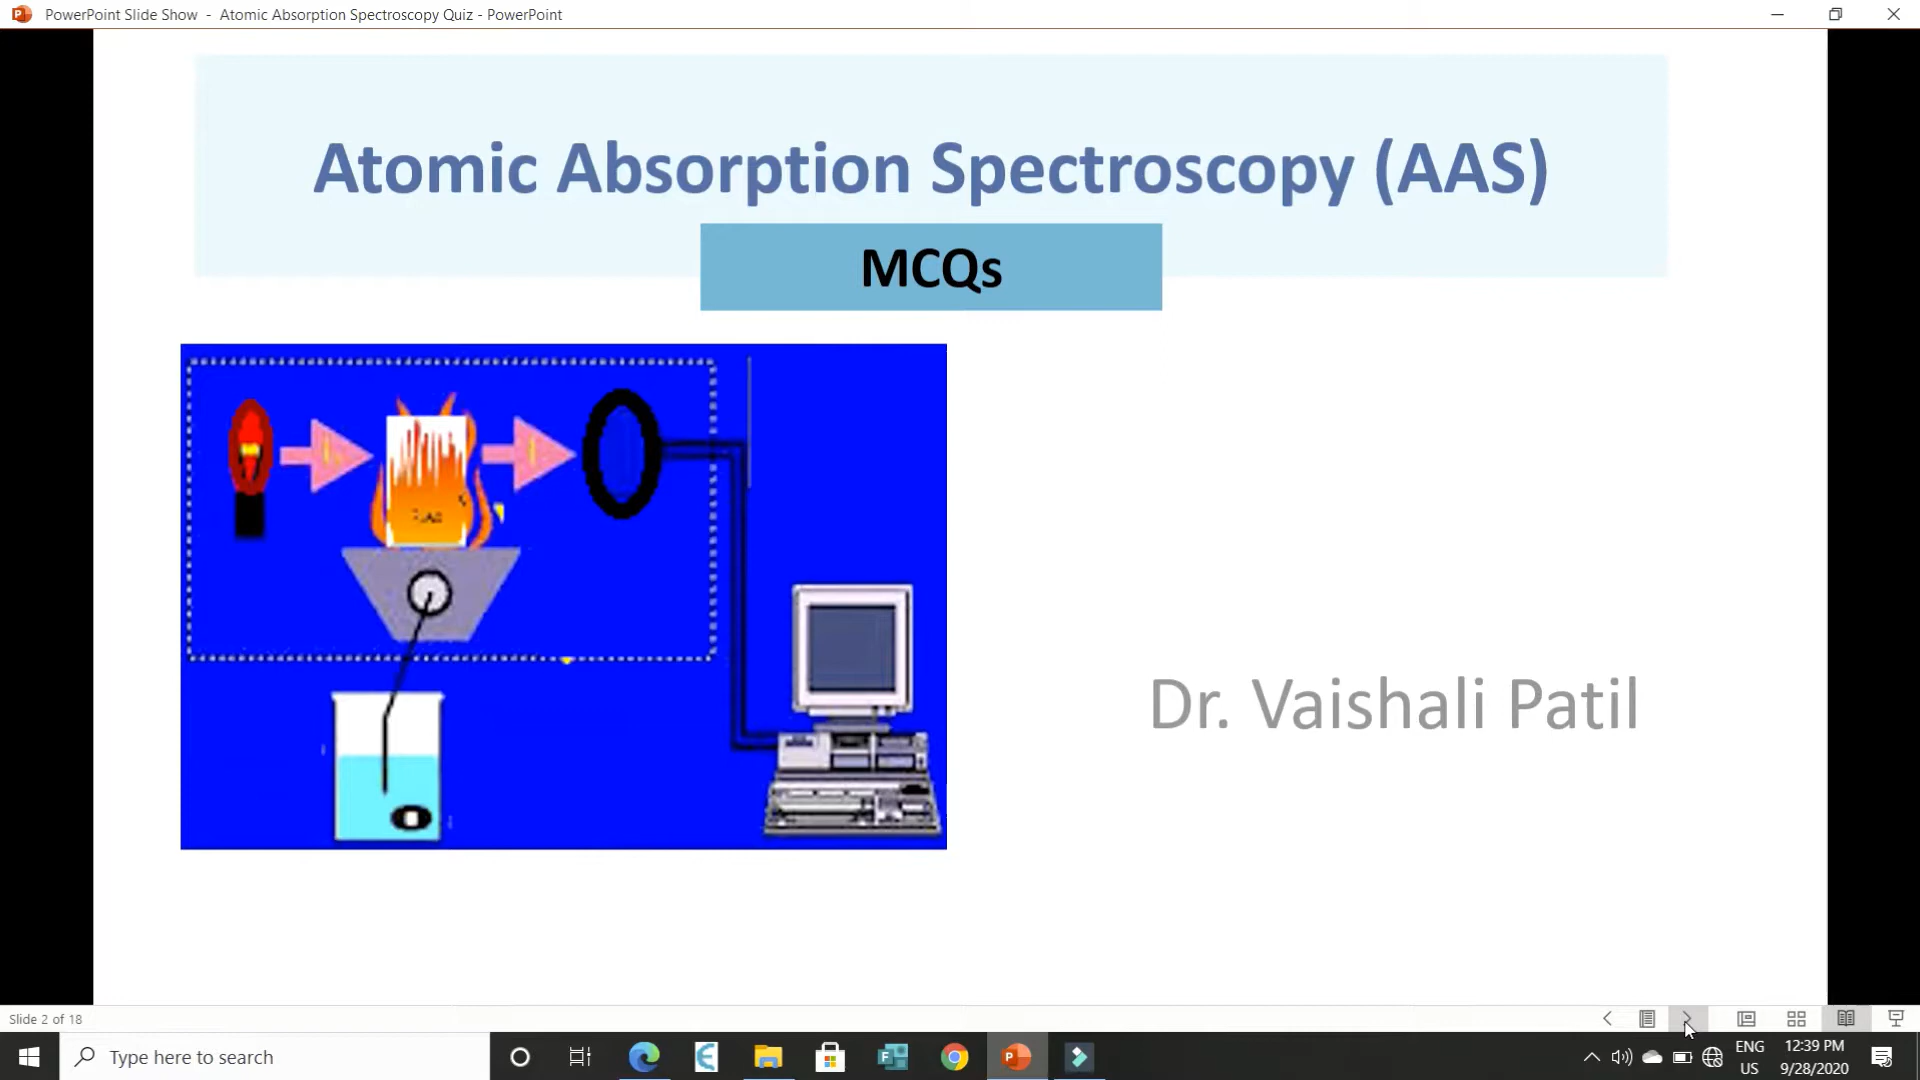 PowerPoint Slide Show - Atomic Absorption Spectroscopy Quiz - PowerPoint
Atomic Absorption Spectroscopy (AAS)
MCQs
Dr. Vaishali Patil
Slide 2 of 18
Type here to search
ENG
US
12:39 PM
9/28/2020